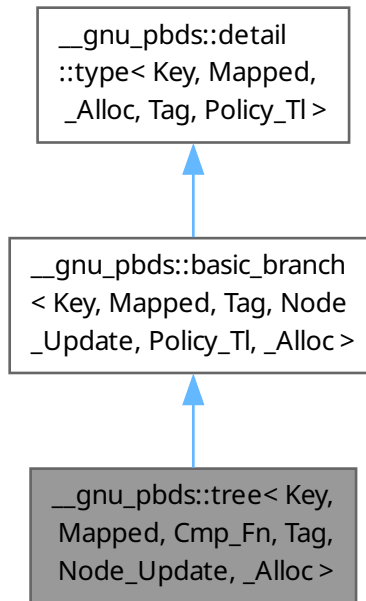 __gnu_pbds::detail
::type< Key, Mapped,
_Alloc, Tag, Policy_Tl >
__gnu_pbds::basic_branch
< Key, Mapped, Tag, Node
_Update, Policy_Tl, _Alloc >
__gnu_pbds::tree< Key,
Mapped, Cmp_Fn, Tag,
Node_Update, _Alloc >